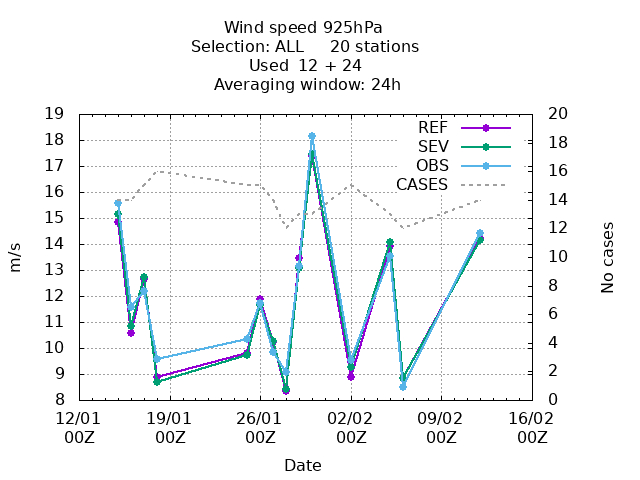 Wind speed 925hPa
Selection: ALL 20 stations
Used 12 + 24
Averaging window: 24h
19
18
17
16
15
14
13
12
11
10
9
8
m/s
20
18
16
14
12
10
8
6
4
2
0
No cases
REF
SEV
OBS
CASES
12/01 19/01 26/01 02/02 09/02 16/02
00Z 00Z 00Z 00Z 00Z 00Z
Date